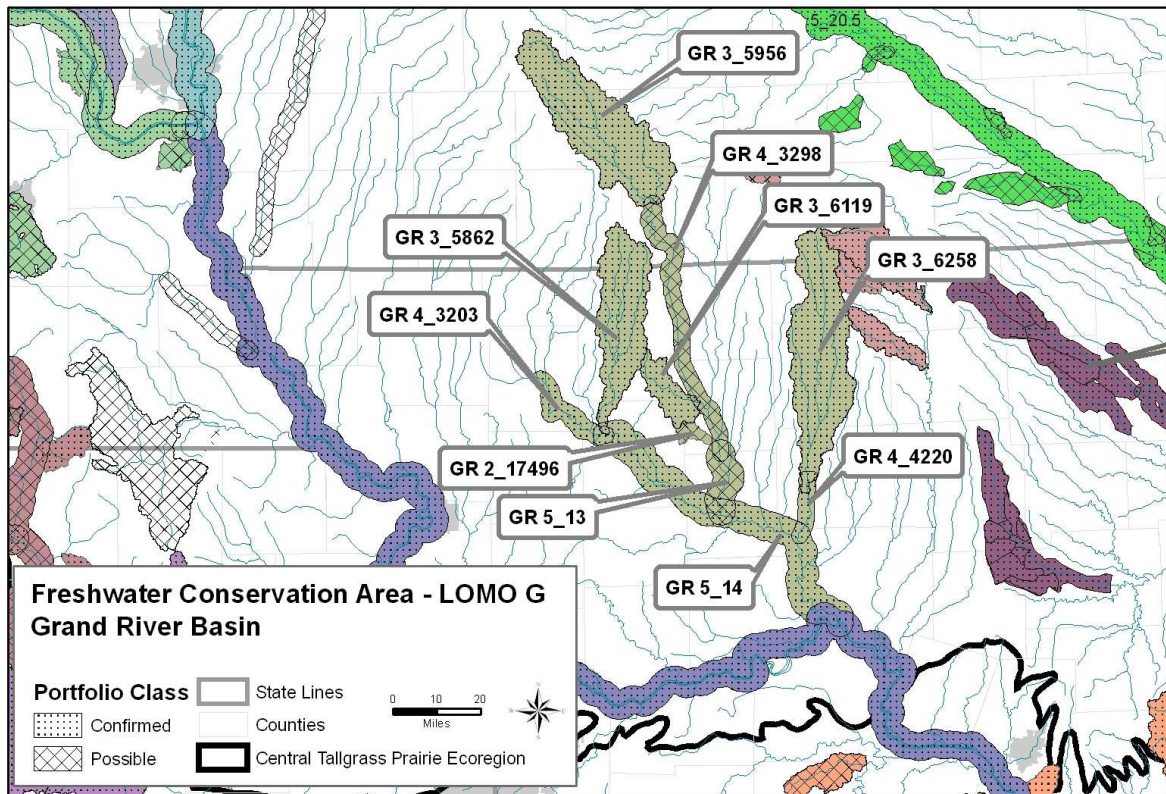 5_20.5
GR 3_5956
GR 4_3298
GR 3_6119
GR 3_5862
GR 3_6258
GR 4_3203
GR 2_17496
GR 4_4220
GR 5_13
GR 5_14
Freshwater Conservation Area - LOMO G
Grand River Basin
Portfolio Class
Confirmed
Possible
State Lines
Counties
Central Tallgrass Prairie Ecoregion
0 10 20
Miles